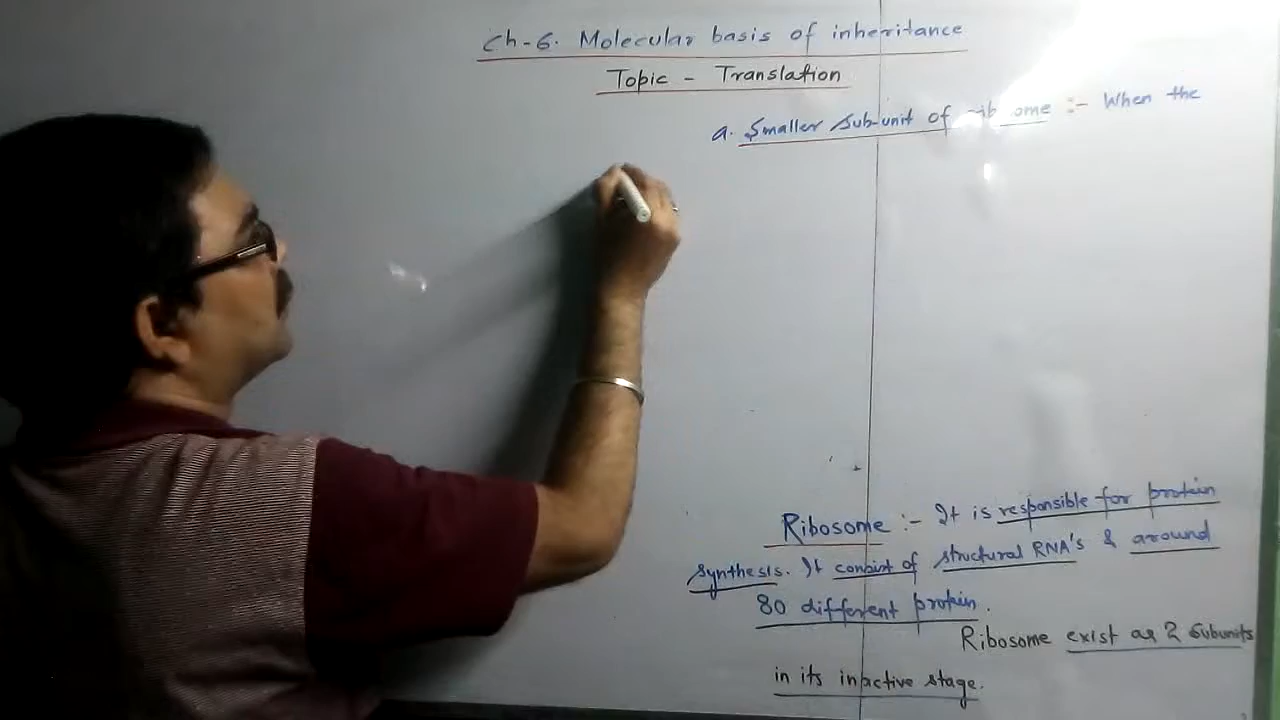 Ch-6. Molecular basis of inheritance
Topic - Translation
a. Smaller sub-unit of ribosome :- When the
Ribosome :- It is responsible for protein
synthesis. It consist of structural RNA's & around
80 different protein.
Ribosome exist as 2 subunits
in its inactive stage.